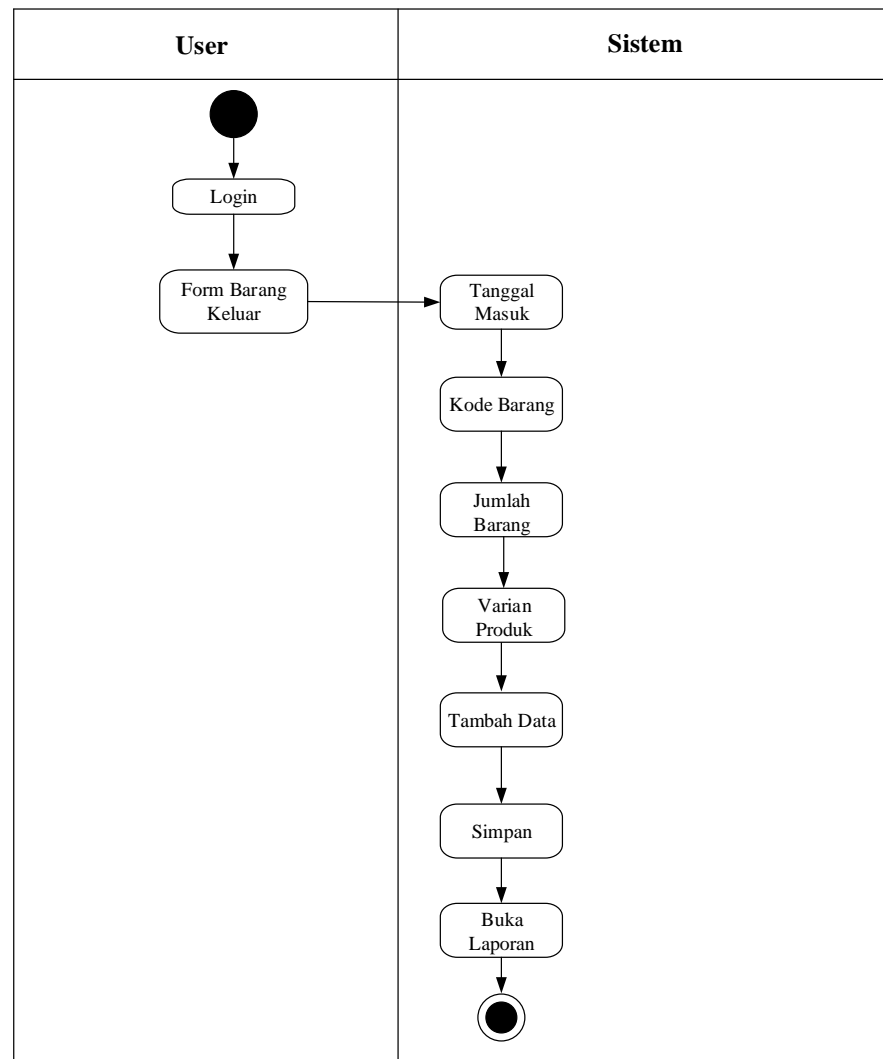 User
Sistem
Login
Form Barang
Keluar
Tanggal
Masuk
Kode Barang
Jumlah
Barang
Varian
Produk
Tambah Data
Simpan
Buka
Laporan